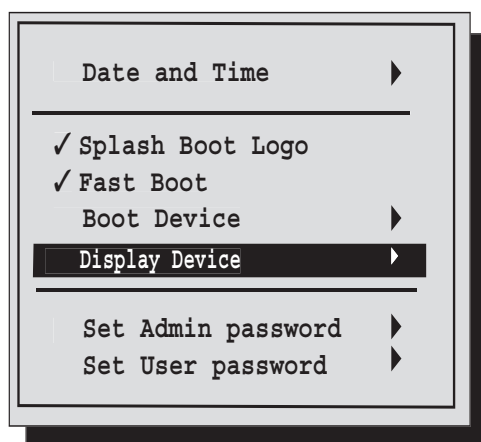 Date and Time
✓ Splash Boot Logo
✓ Fast Boot
Boot Device
Display Device
Set Admin password
Set User password